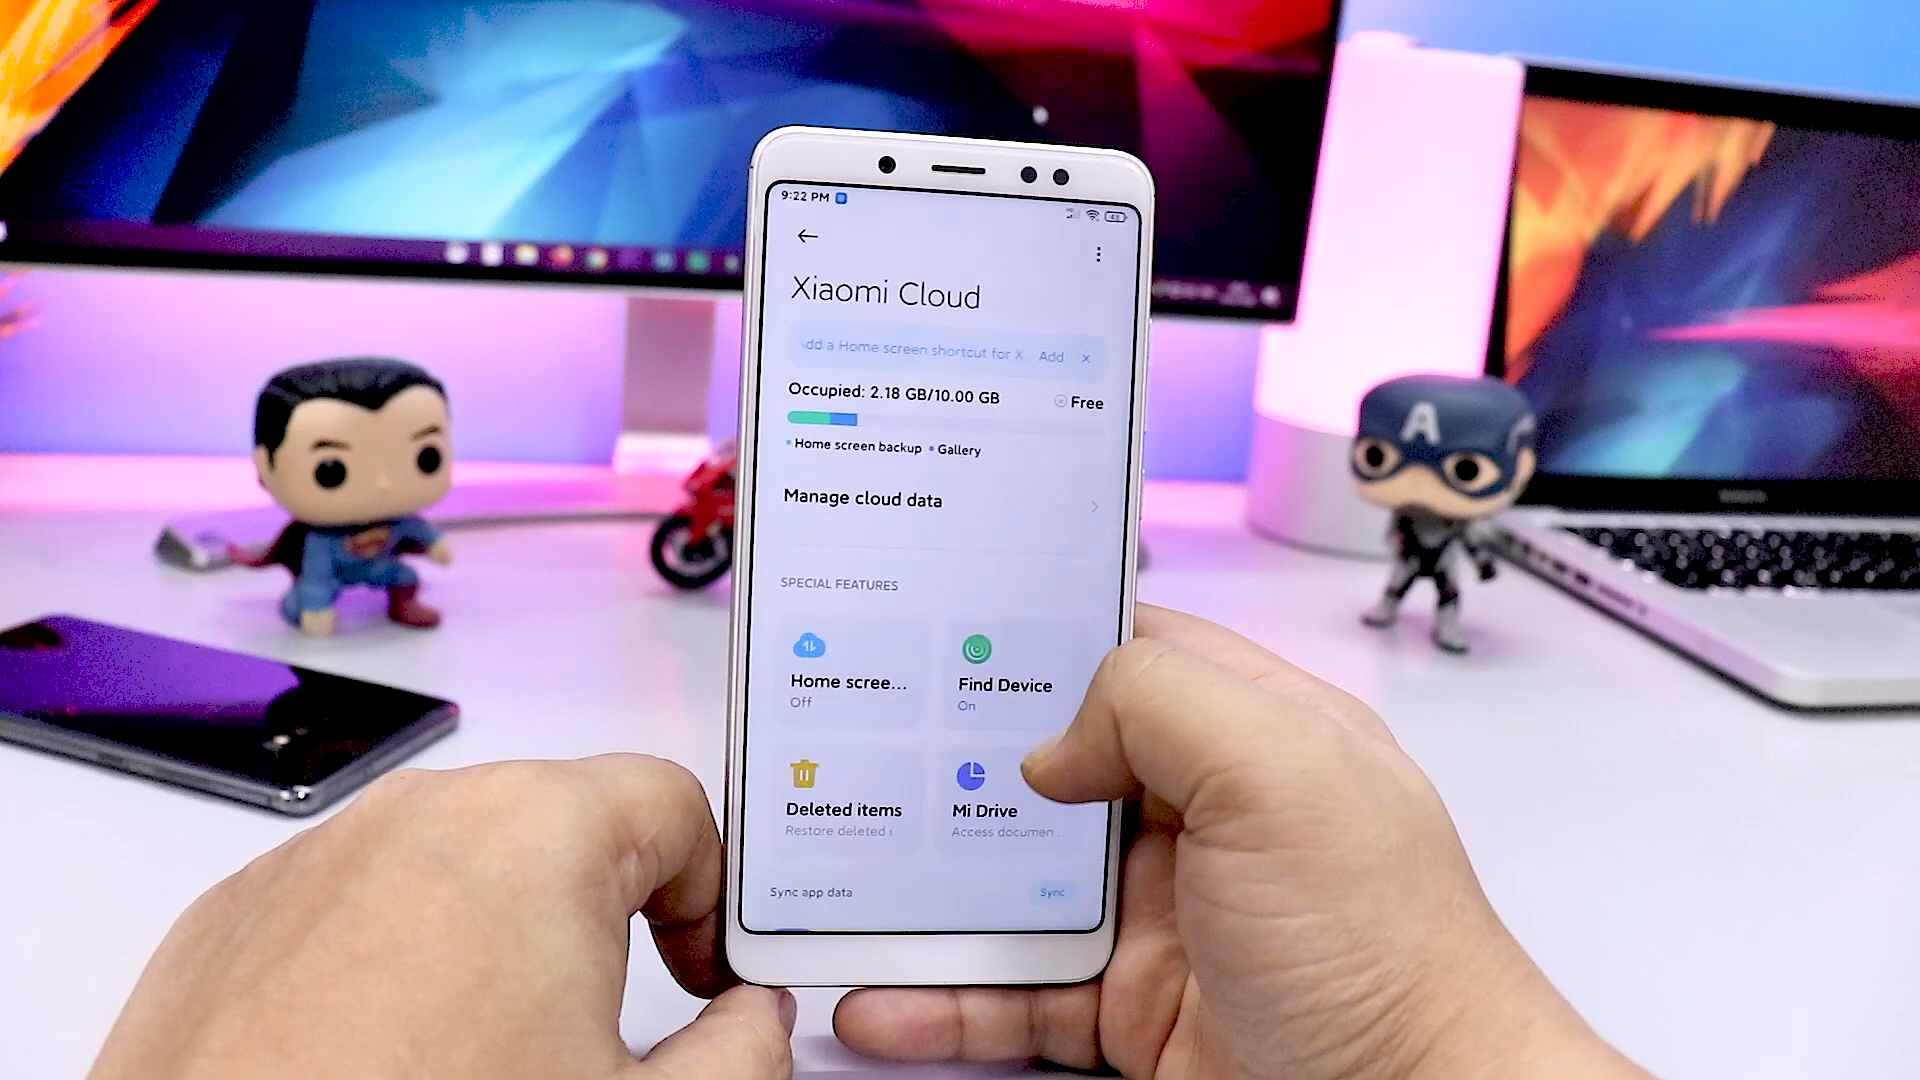 9:22 PM
43
Xiaomi Cloud
dd a Home screen shortcut for X Add ×
Occupied: 2.18 GB/10.00 GB Free
Home screen backup Gallery
Manage cloud data
SPECIAL FEATURES
Home scree... Find Device
Off On
Deleted items Mi Drive
Restore deleted i Access documen...
Sync app data Sync
A